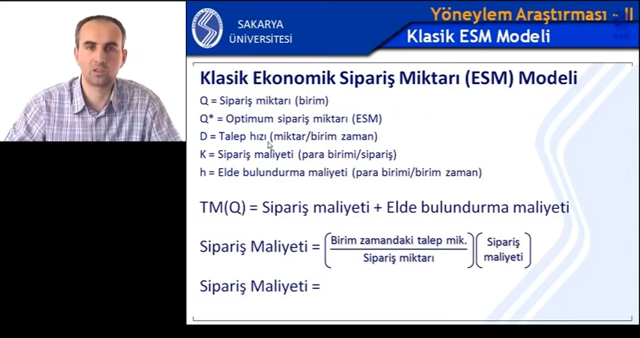 SAKARYA
ÜNİVERSİTESİ
Yöneylem Araştırması - II
Klasik ESM Modeli
Klasik Ekonomik Sipariş Miktarı (ESM) Modeli
Q = Sipariş miktarı (birim)
Q* = Optimum sipariş miktarı (ESM)
D = Talep hızı (miktar/birim zaman)
K = Sipariş maliyeti (para birimi/sipariş)
h = Elde bulundurma maliyeti (para birimi/birim zaman)
TM(Q) = Sipariş maliyeti + Elde bulundurma maliyeti
Sipariş Maliyeti = (Birim zamandaki talep mik. / Sipariş miktarı) (Sipariş maliyeti)
Sipariş Maliyeti =